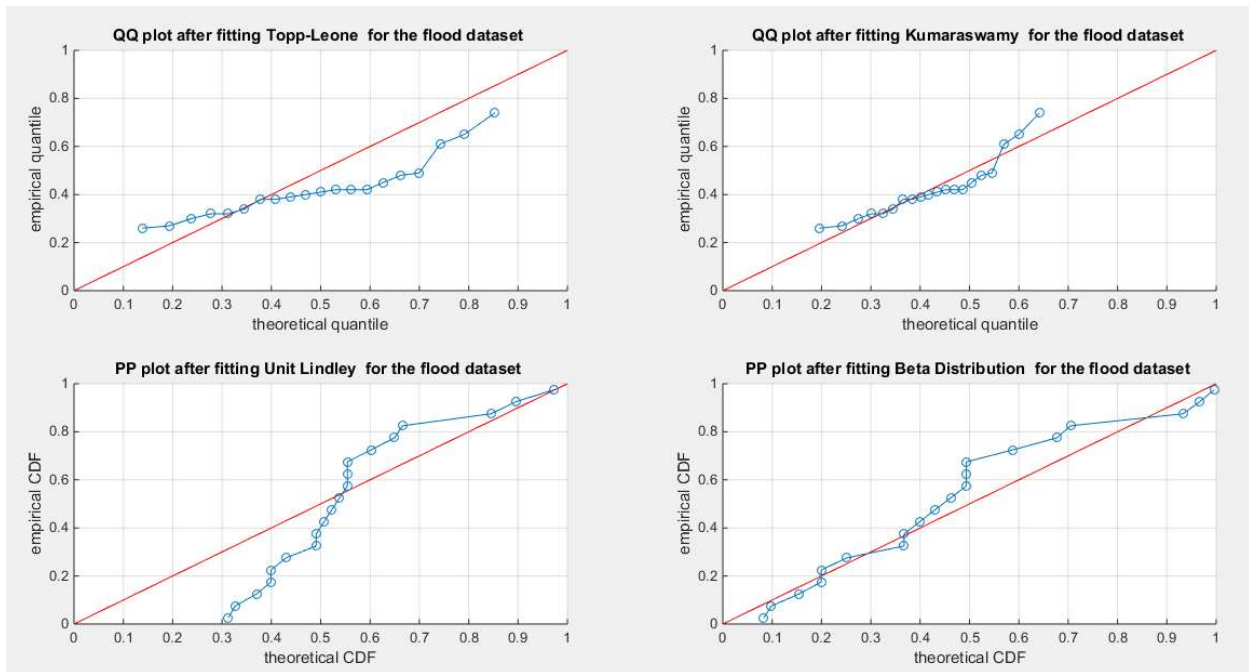 QQ plot after fitting Topp-Leone for the flood dataset
1
0.8
0.6
0.4
0.2
0
empirical quantile
0 0.1 0.2 0.3 0.4 0.5 0.6 0.7 0.8 0.9 1
theoretical quantile
QQ plot after fitting Kumaraswamy for the flood dataset
1
0.8
0.6
0.4
0.2
0
empirical quantile
0 0.1 0.2 0.3 0.4 0.5 0.6 0.7 0.8 0.9 1
theoretical quantile
PP plot after fitting Unit Lindley for the flood dataset
1
0.8
0.6
0.4
0.2
0
empirical CDF
0 0.1 0.2 0.3 0.4 0.5 0.6 0.7 0.8 0.9 1
theoretical CDF
PP plot after fitting Beta Distribution for the flood dataset
1
0.8
0.6
0.4
0.2
0
empirical CDF
0 0.1 0.2 0.3 0.4 0.5 0.6 0.7 0.8 0.9 1
theoretical CDF